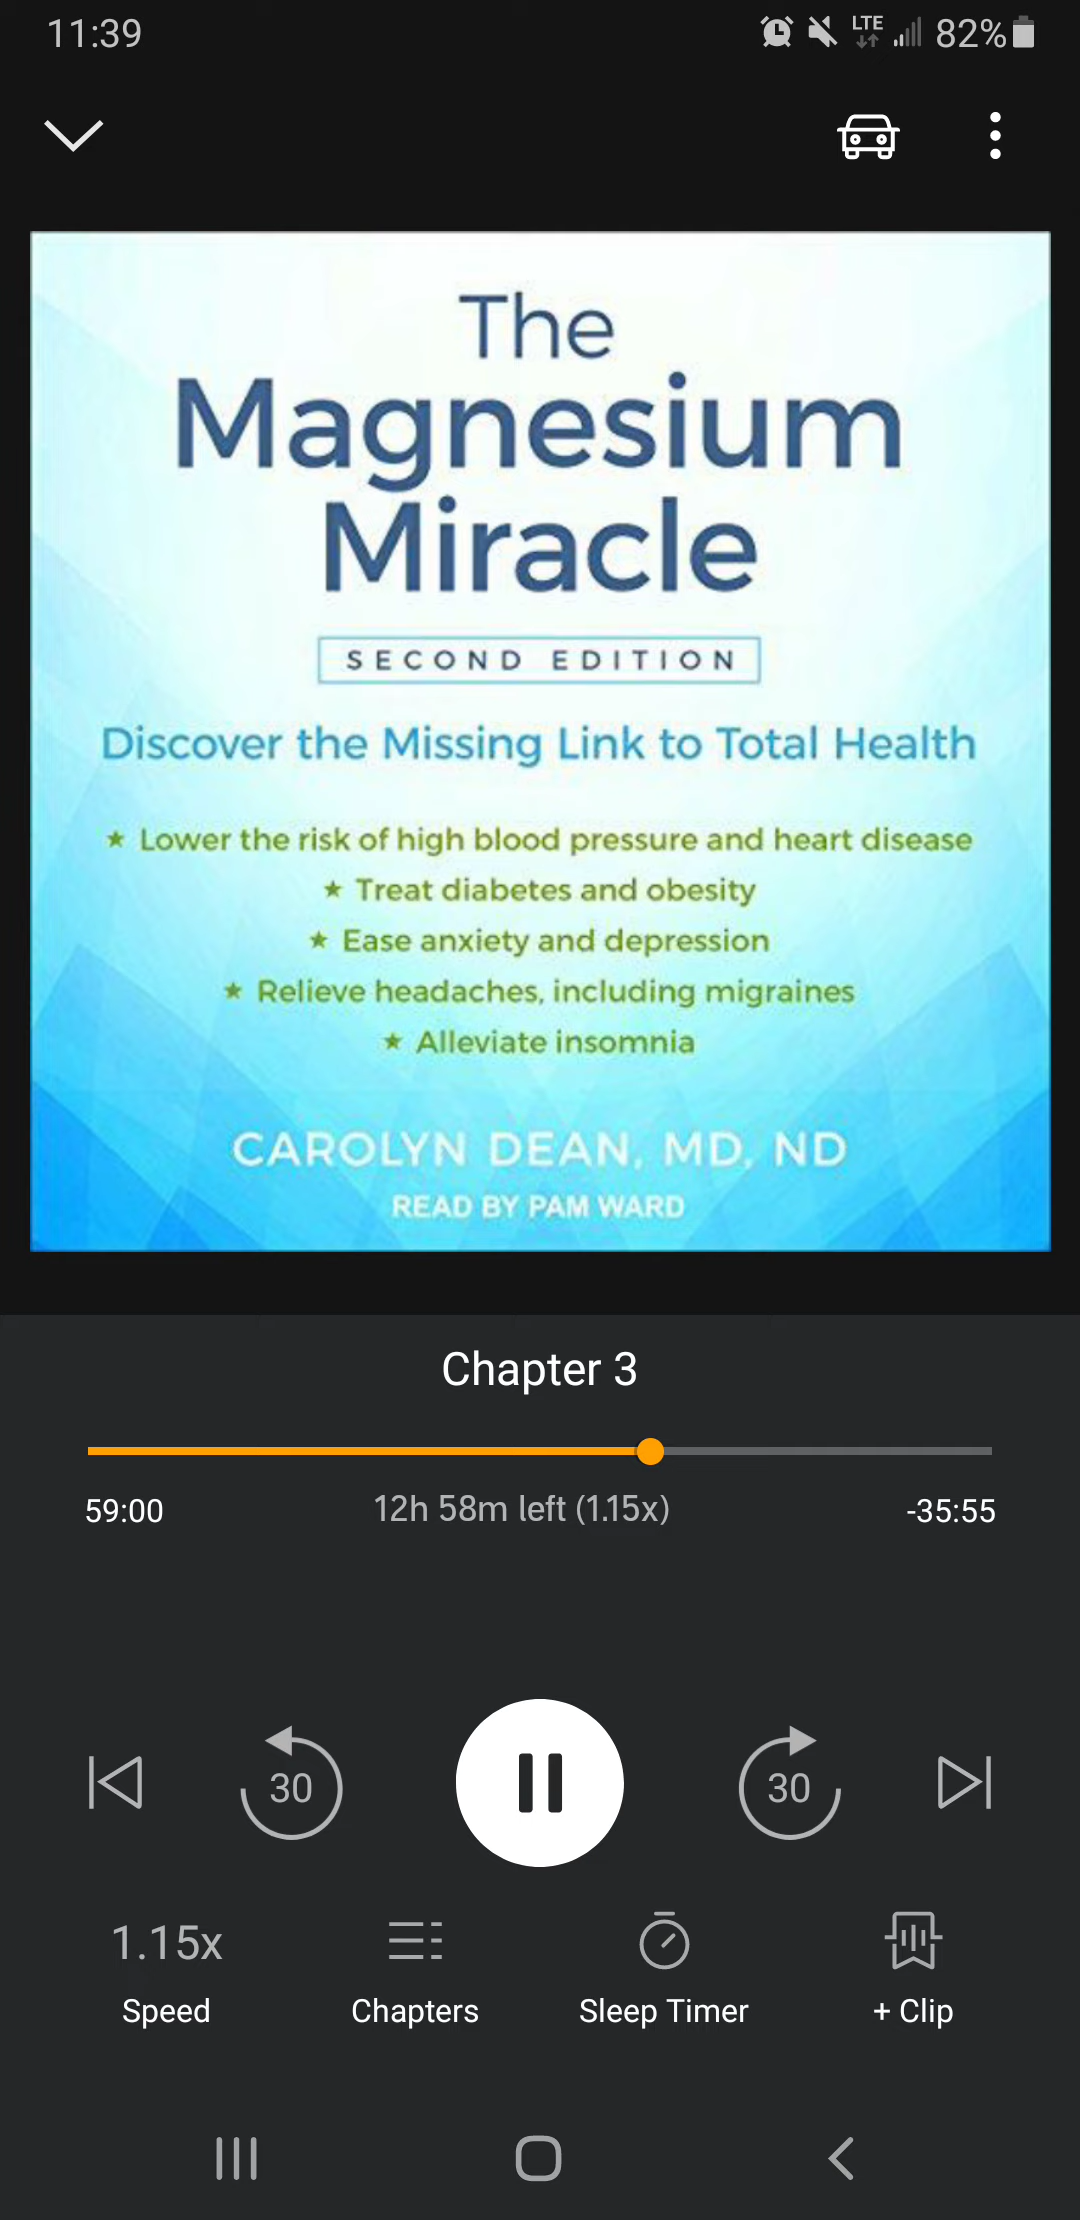 11:39
LTE 82%
The
Magnesium
Miracle
SECOND EDITION
Discover the Missing Link to Total Health
★ Lower the risk of high blood pressure and heart disease
★ Treat diabetes and obesity
★ Ease anxiety and depression
★ Relieve headaches, including migraines
★ Alleviate insomnia
CAROLYN DEAN, MD, ND
READ BY PAM WARD
Chapter 3
59:00 12h 58m left (1.15x) -35:55
30 30
1.15x
Speed Chapters Sleep Timer + Clip